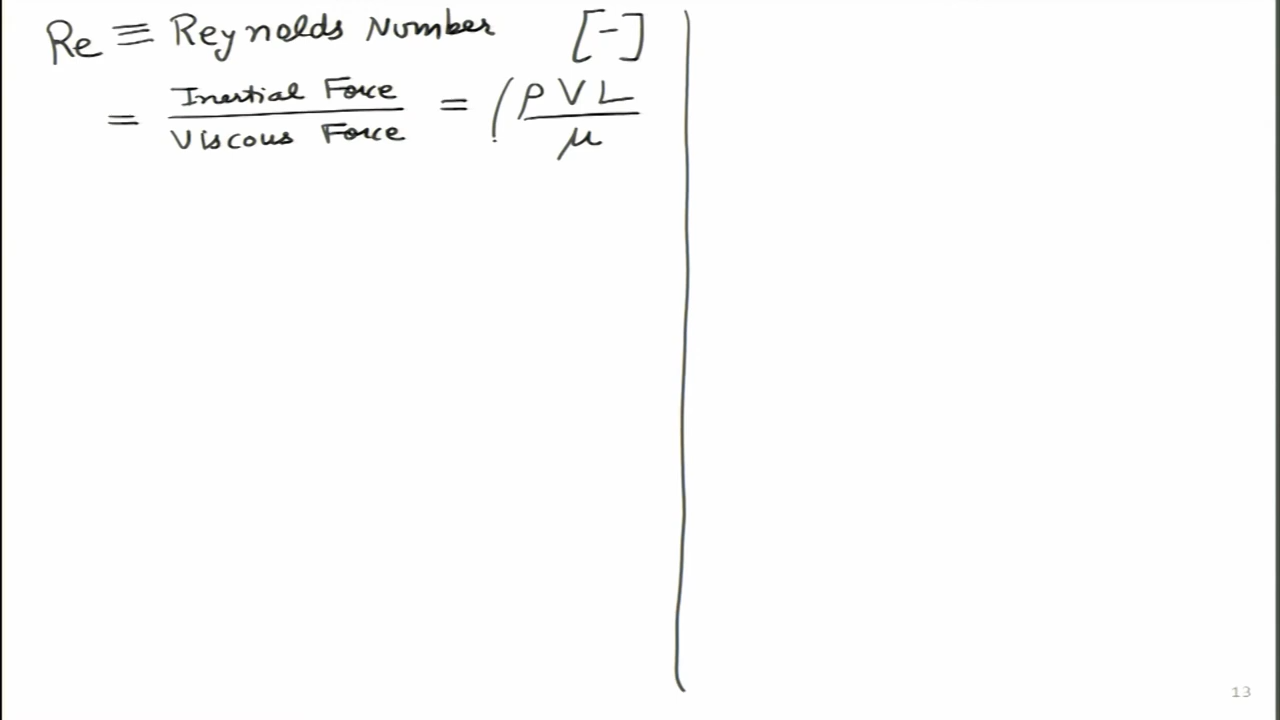 Re ≡ Reynolds Number [-]
= Inertial Force / Viscous Force = (ρVL / μ
13